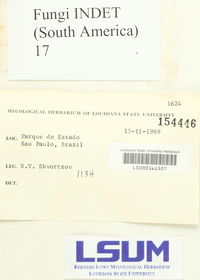 Fungi INDET
(South America)
17
1624
MYCOLOGICAL HERBARIUM OF LOUISIANA STATE UNIVERSITY
154446
15-II-1969
LOC. Parque do Estado
Sao Paulo, Brazil
Louisiana State University Herbarium
LEG. B.V. Skvortzov
1134
DET.
LSUM
BERNARD LOWY MYCOLOGICAL HERBARIUM
LOUISIANA STATE UNIVERSITY